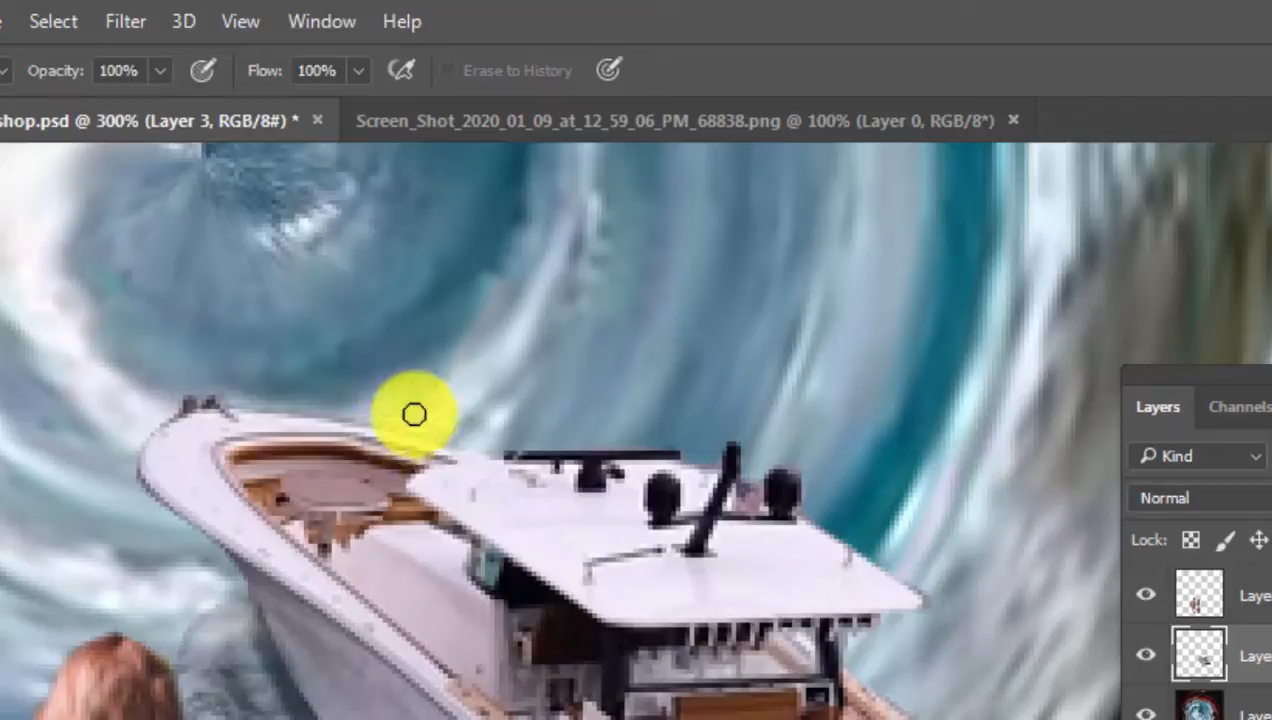 Select Filter 3D View Window Help
Opacity: 100% Flow: 100% Erase to History
shop.psd @ 300% (Layer 3, RGB/8#) * × Screen_Shot_2020_01_09_at_12_59_06_PM_68838.png @ 100% (Layer 0, RGB/8*) ×
Layers Channels
Kind
Normal
Lock:
Laye
Laye
Laye